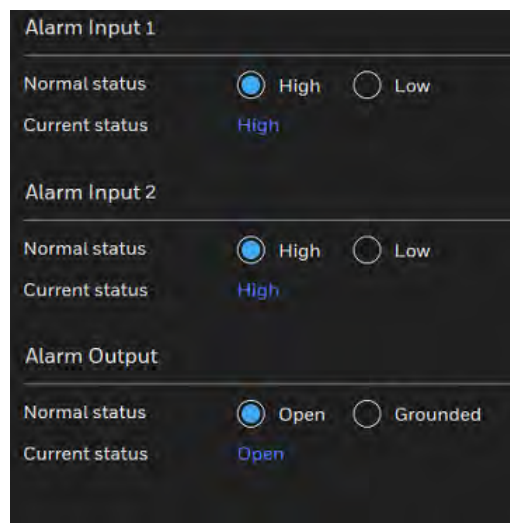 Alarm Input 1
Normal status High Low
Current status High
Alarm Input 2
Normal status High Low
Current status High
Alarm Output
Normal status Open Grounded
Current status Open